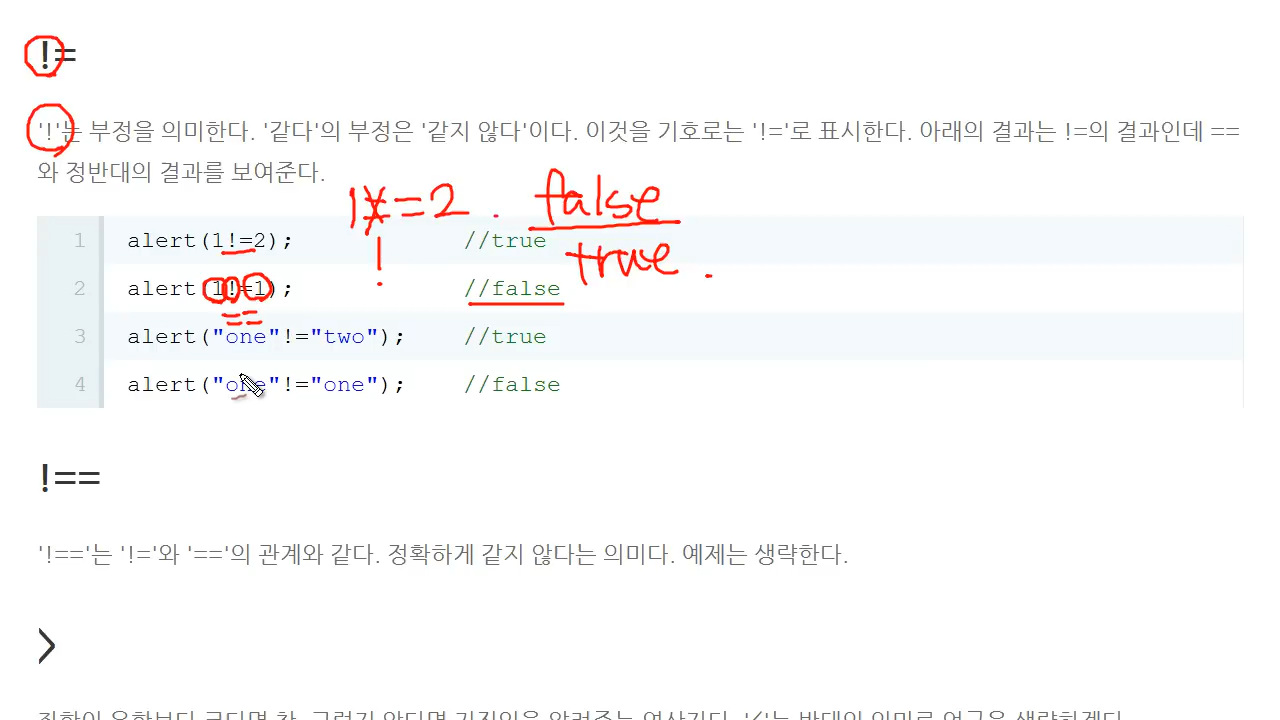 !=
'!'는 부정을 의미한다. '같다'의 부정은 '같지 않다'이다. 이것을 기호로는 '!='로 표시한다. 아래의 결과는 !=의 결과인데 ==
와 정반대의 결과를 보여준다.
1*=2 . false
1 alert(1!=2); //true
! true .
2 alert(1!=1); //false
==
3 alert("one"!="two"); //true
4 alert("one"!="one"); //false
!==
'!=='는 '!='와 '=='의 관계와 같다. 정확하게 같지 않다는 의미다. 예제는 생략한다.
>